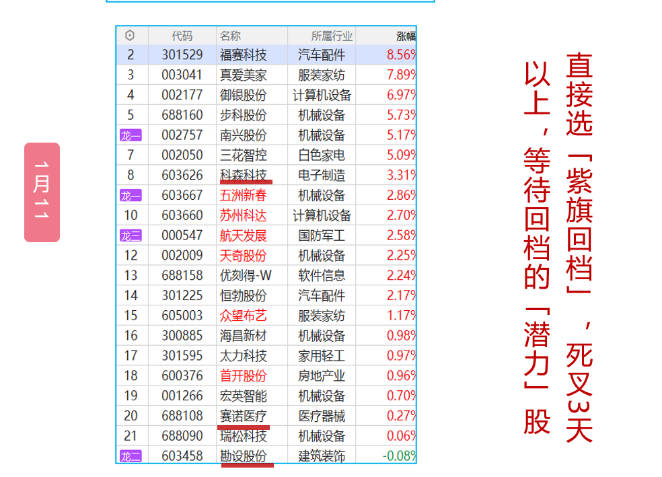 1月11
代码 名称 所属行业 涨幅
2 301529 福赛科技 汽车配件 8.56%
3 003041 真爱美家 服装家纺 7.89%
4 002177 御银股份 计算机设备 6.97%
5 688160 步科股份 机械设备 5.73%
龙一 002757 南兴股份 机械设备 5.17%
7 002050 三花智控 白色家电 5.09%
8 603626 科森科技 电子制造 3.31%
龙一 603667 五洲新春 机械设备 2.86%
10 603660 苏州科达 计算机设备 2.70%
龙三 000547 航天发展 国防军工 2.58%
12 002009 天奇股份 机械设备 2.25%
13 688158 优刻得-W 软件信息 2.24%
14 301225 恒勃股份 汽车配件 2.17%
15 605003 众望布艺 服装家纺 1.17%
16 300885 海昌新材 机械设备 0.98%
17 301595 太力科技 家用轻工 0.97%
18 600376 首开股份 房地产业 0.96%
19 001266 宏英智能 机械设备 0.70%
20 688108 赛诺医疗 医疗器械 0.27%
21 688090 瑞松科技 机械设备 0.06%
龙二 603458 勘设股份 建筑装饰 -0.08%
直接选「紫旗回档」，死叉3天
以上，等待回档的「潜力」股